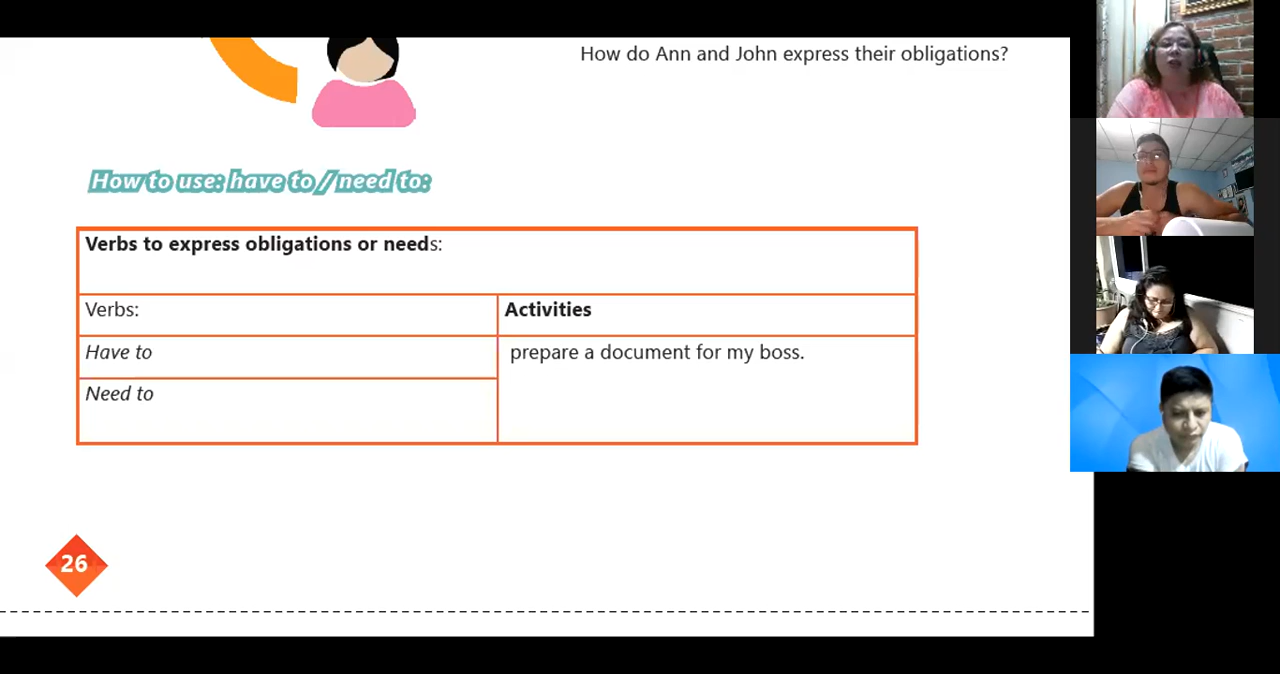 How do Ann and John express their obligations?
How to use: have to / need to:
Verbs to express obligations or needs:
Verbs:
Activities
Have to
prepare a document for my boss.
Need to
26